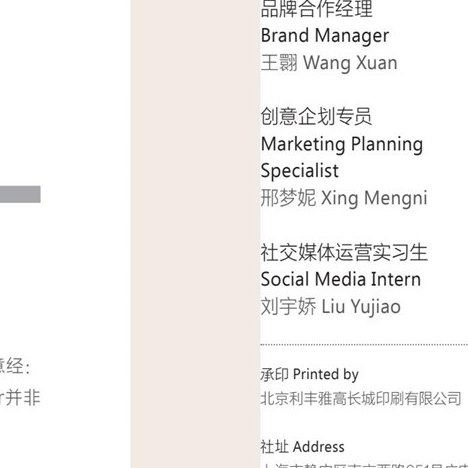 品牌合作经理
Brand Manager
王翾 Wang Xuan
创意企划专员
Marketing Planning
Specialist
邢梦妮 Xing Mengni
社交媒体运营实习生
Social Media Intern
刘宇娇 Liu Yujiao
承印 Printed by
北京利丰雅高长城印刷有限公司
社址 Address
经：
并非